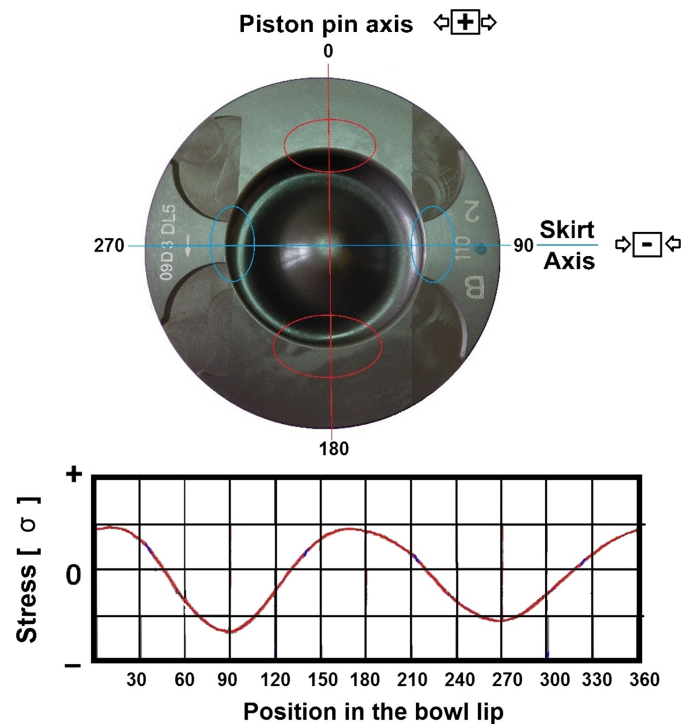 Piston pin axis +
0
270
90
Skirt
Axis
-
09D3 DL5
2
110
B
180
+
0
–
Stress [ σ ]
30 60 90 120 150 180 210 240 270 300 330 360
Position in the bowl lip